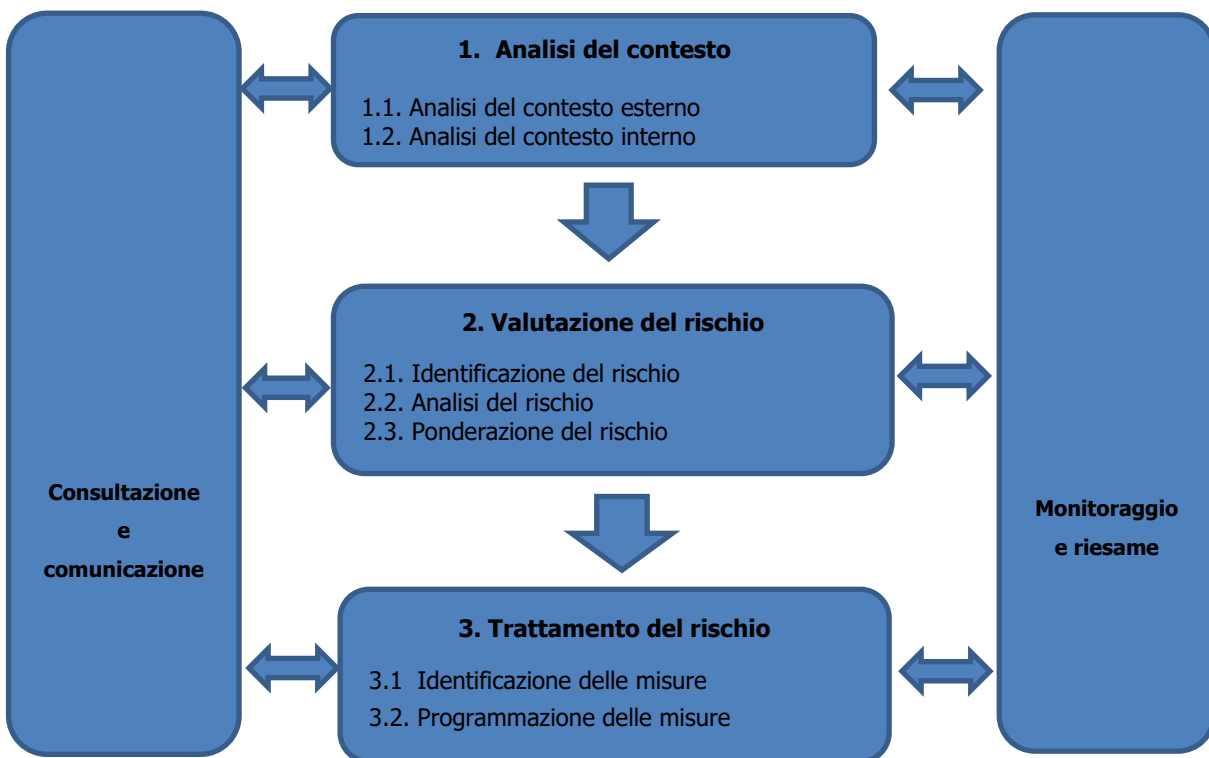 1. Analisi del contesto
1.1. Analisi del contesto esterno
1.2. Analisi del contesto interno
2. Valutazione del rischio
2.1. Identificazione del rischio
2.2. Analisi del rischio
2.3. Ponderazione del rischio
Consultazione
e
comunicazione
Monitoraggio
e riesame
3. Trattamento del rischio
3.1 Identificazione delle misure
3.2. Programmazione delle misure